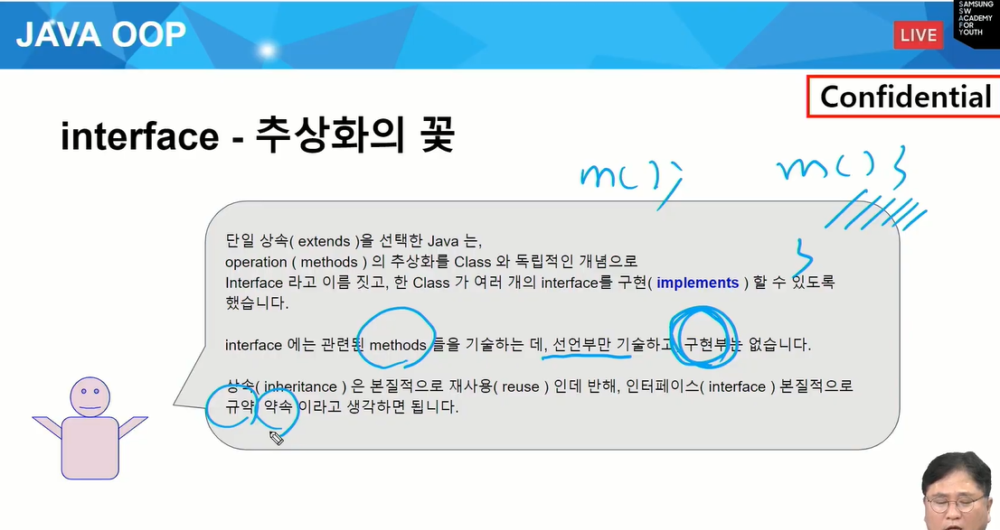 JAVA OOP
LIVE
SAMSUNG
SW
ACADEMY
FOR
YOUTH
Confidential
interface - 추상화의 꽃
m();
m() {
}
단일 상속( extends )을 선택한 Java 는,
operation ( methods ) 의 추상화를 Class 와 독립적인 개념으로
Interface 라고 이름 짓고, 한 Class 가 여러 개의 interface를 구현( implements ) 할 수 있도록
했습니다.
interface 에는 관련된 methods 들을 기술하는 데, 선언부만 기술하고, 구현부는 없습니다.
상속( inheritance ) 은 본질적으로 재사용( reuse ) 인데 반해, 인터페이스( interface ) 본질적으로
규약, 약속 이라고 생각하면 됩니다.